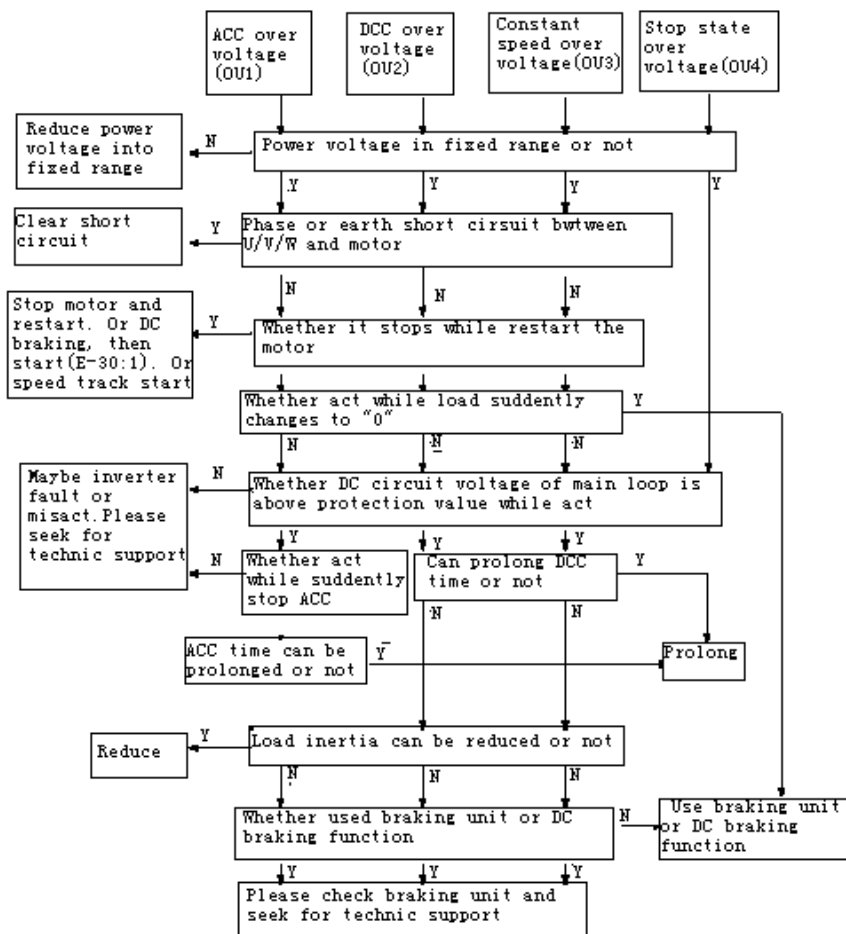 ACC over
voltage
(OU1)
DCC over
voltage
(OU2)
Constant
speed over
voltage(OU3)
Stop state
over
voltage(OU4)
Reduce power
voltage into
fixed range
N
Power voltage in fixed range or not
Y
Y
Y
Y
Clear short
circuit
Y
Phase or earth short cirsuit bwtween
U/V/W and motor
N
N
N
Stop motor and
restart. Or DC
braking, then
start(E-30:1). Or
speed track start
Y
Whether it stops while restart the
motor
Whether act while load suddently
changes to "0"
Y
N
N
N
Maybe inverter
fault or
misact.Please
seek for
technic support
N
Whether DC circuit voltage of main loop is
above protection value while act
Y
Y
Y
N
Whether act
while suddently
stop ACC
Can prolong DCC
time or not
Y
N
N
ACC time can be
prolonged or not
Y
Prolong
Reduce
Y
Load inertia can be reduced or not
N
N
N
Whether used braking unit or DC
braking function
N
Use braking unit
or DC braking
function
Y
Y
Y
Please check braking unit and
seek for technic support